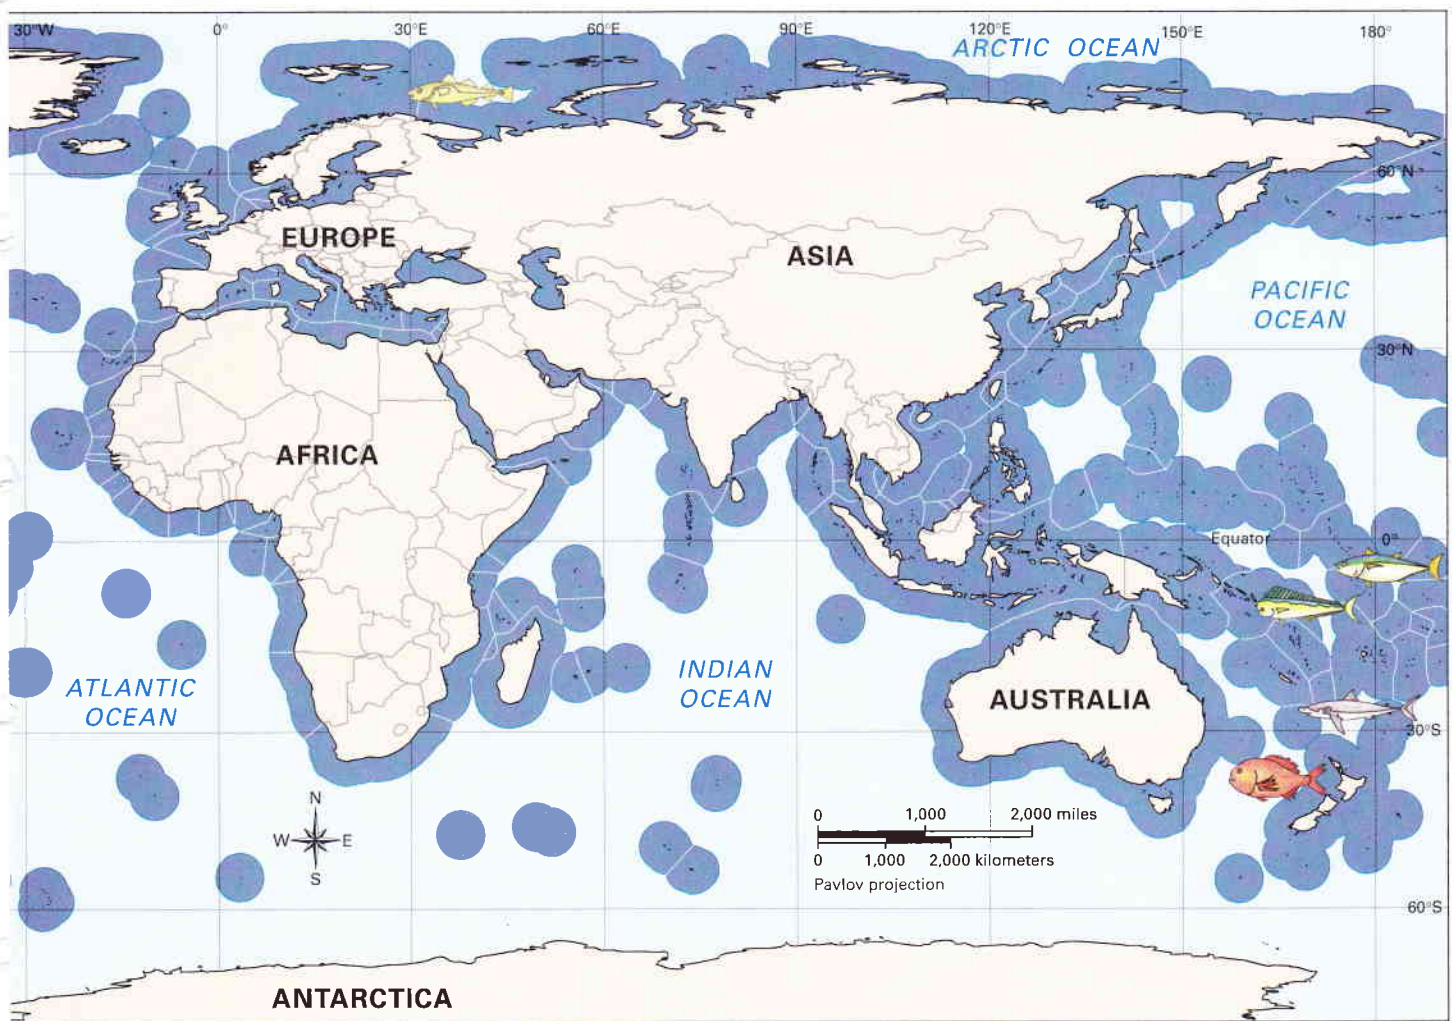 30°W 0° 30°E 60°E 90°E 120°E 150°E 180°
ARCTIC OCEAN
60°N
EUROPE
ASIA
PACIFIC
OCEAN
30°N
AFRICA
Equator 0°
INDIAN
OCEAN
ATLANTIC
OCEAN
AUSTRALIA
30°S
N
W E
S
0 1,000 2,000 miles
0 1,000 2,000 kilometers
Pavlov projection
60°S
ANTARCTICA